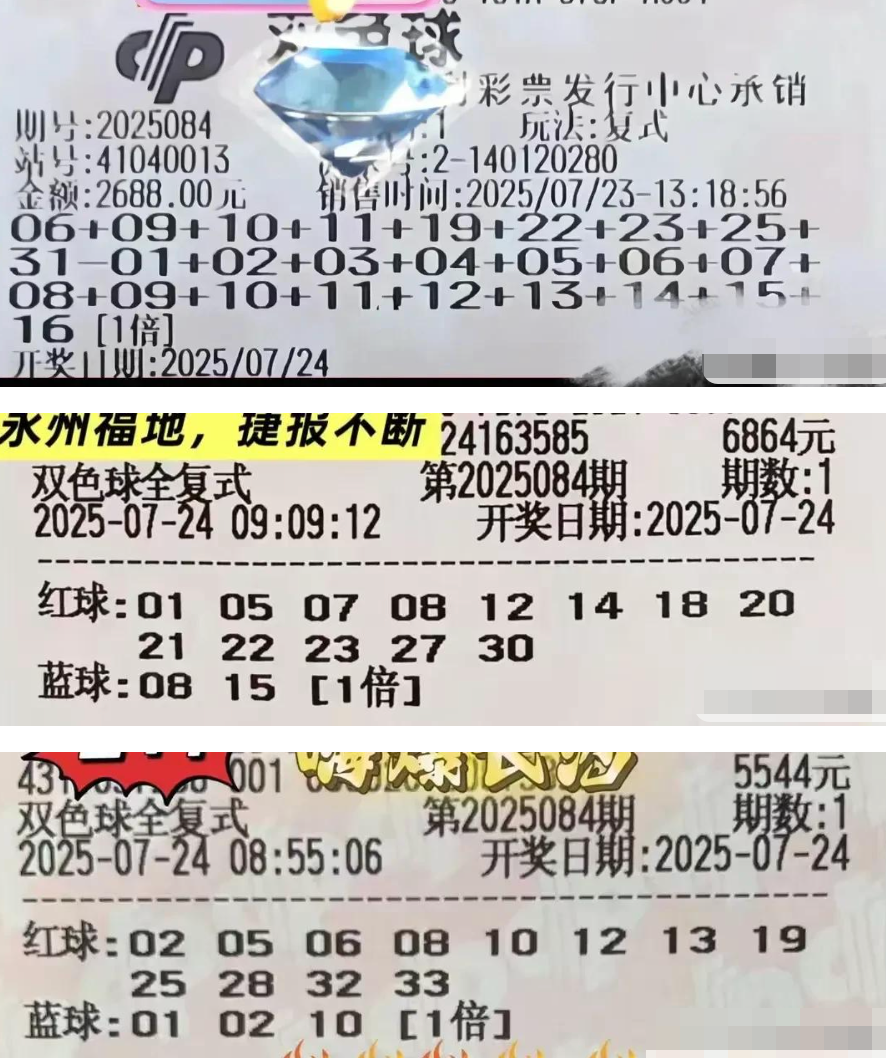 双色球
彩票发行中心承销
期号:2025084 :1 玩法:复式
站号:41040013 号:2-140120280
金额:2688.00元 销售时间:2025/07/23-13:18:56
06+09+10+11+19+22+23+25+
31-01+02+03+04+05+06+07+
08+09+10+11+12+13+14+15+
16 [1倍]
开奖日期:2025/07/24
永州福地，捷报不断
24163585 6864元
双色球全复式 第2025084期 期数:1
2025-07-24 09:09:12 开奖日期:2025-07-24
红球:01 05 07 08 12 14 18 20
21 22 23 27 30
蓝球:08 15 [1倍]
001 5544元
双色球全复式 第2025084期 期数:1
2025-07-24 08:55:06 开奖日期:2025-07-24
红球:02 05 06 08 10 12 13 19
25 28 32 33
蓝球:01 02 10 [1倍]